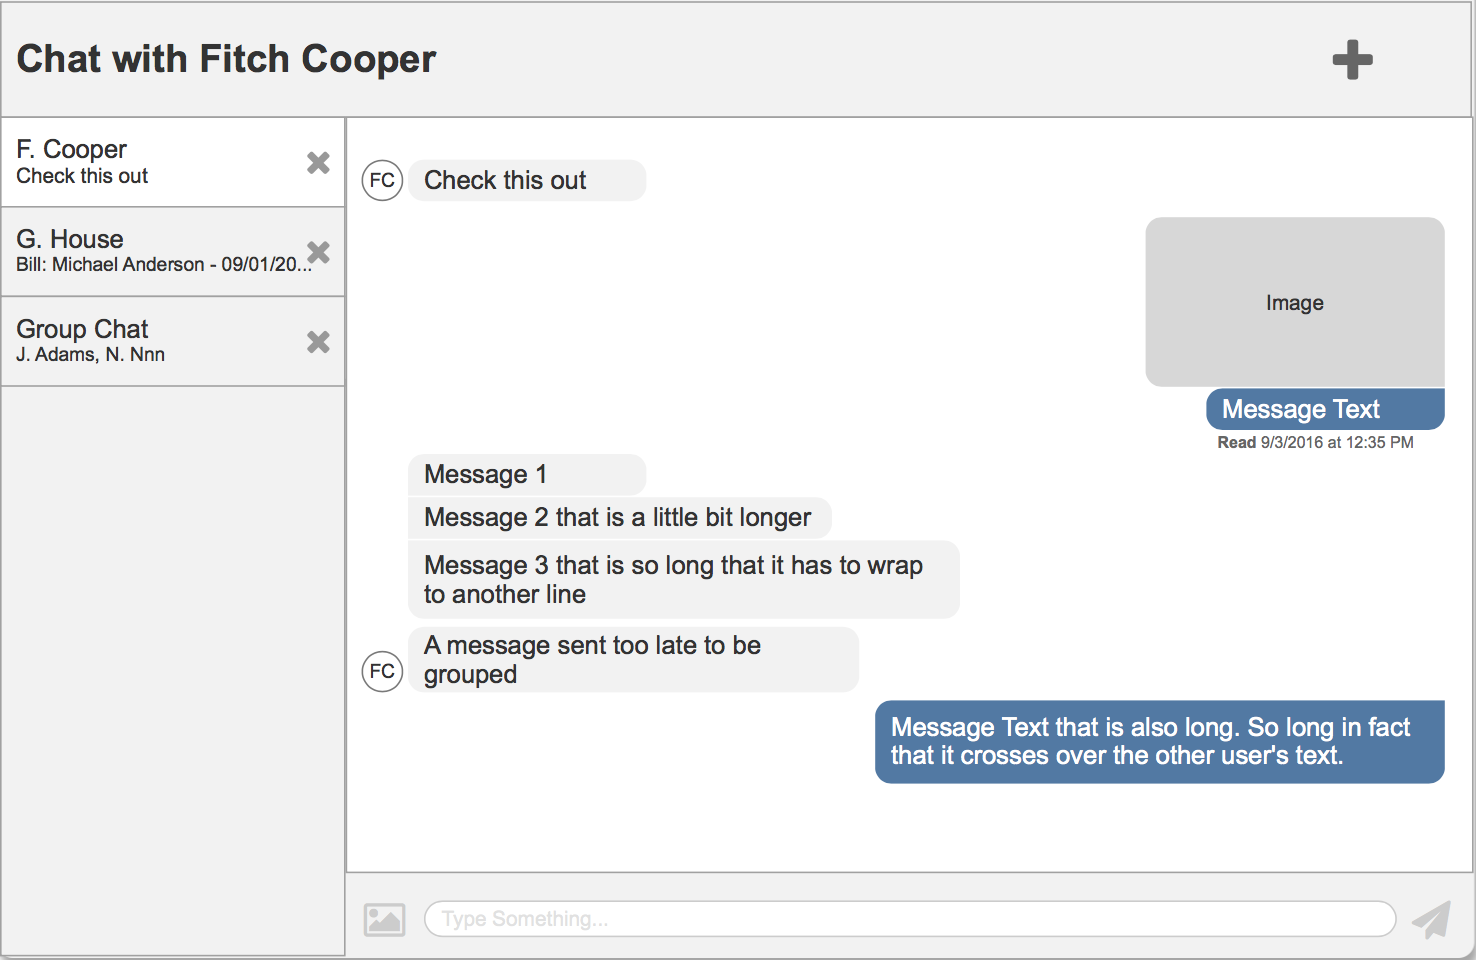 Chat with Fitch Cooper
F. Cooper
Check this out
G. House
Bill: Michael Anderson - 09/01/20...
Group Chat
J. Adams, N. Nnn
FC
Check this out
Image
Message Text
Read 9/3/2016 at 12:35 PM
Message 1
Message 2 that is a little bit longer
Message 3 that is so long that it has to wrap
to another line
A message sent too late to be
grouped
FC
Message Text that is also long. So long in fact
that it crosses over the other user's text.
Type Something...